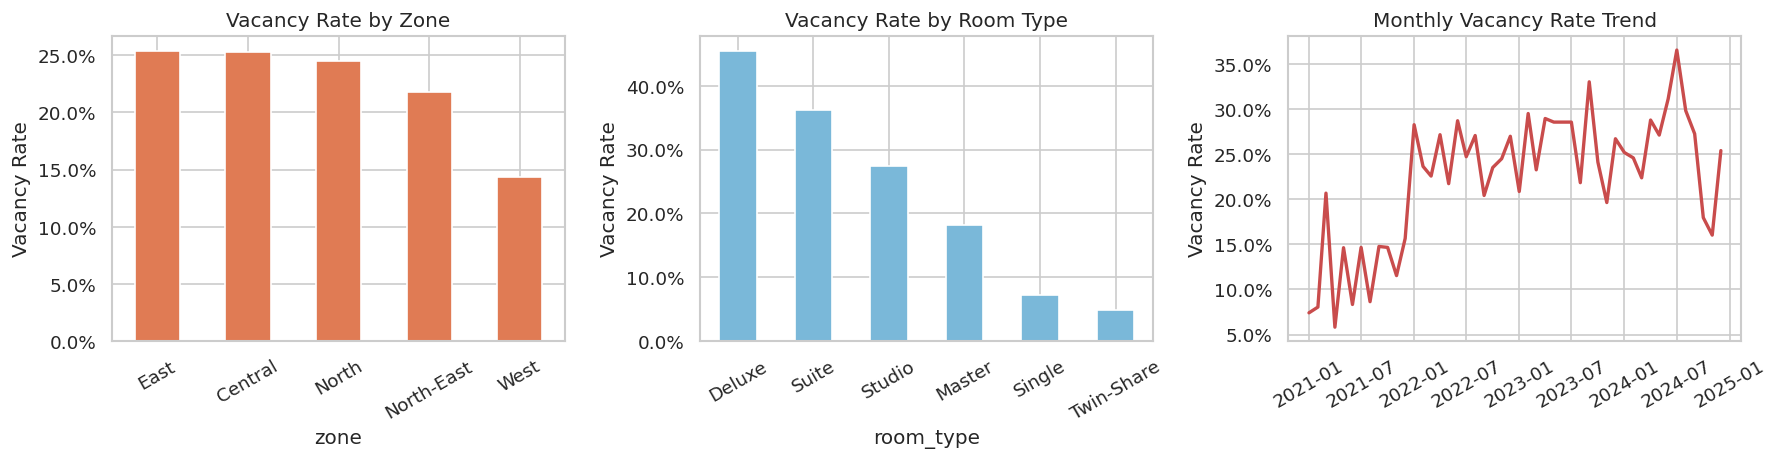 Vacancy Rate by Zone
Vacancy Rate
25.0%
20.0%
15.0%
10.0%
5.0%
0.0%
East
Central
North
North-East
West
zone
Vacancy Rate by Room Type
Vacancy Rate
40.0%
30.0%
20.0%
10.0%
0.0%
Deluxe
Suite
Studio
Master
Single
Twin-Share
room_type
Monthly Vacancy Rate Trend
Vacancy Rate
35.0%
30.0%
25.0%
20.0%
15.0%
10.0%
5.0%
2021-01
2021-07
2022-01
2022-07
2023-01
2023-07
2024-01
2024-07
2025-01